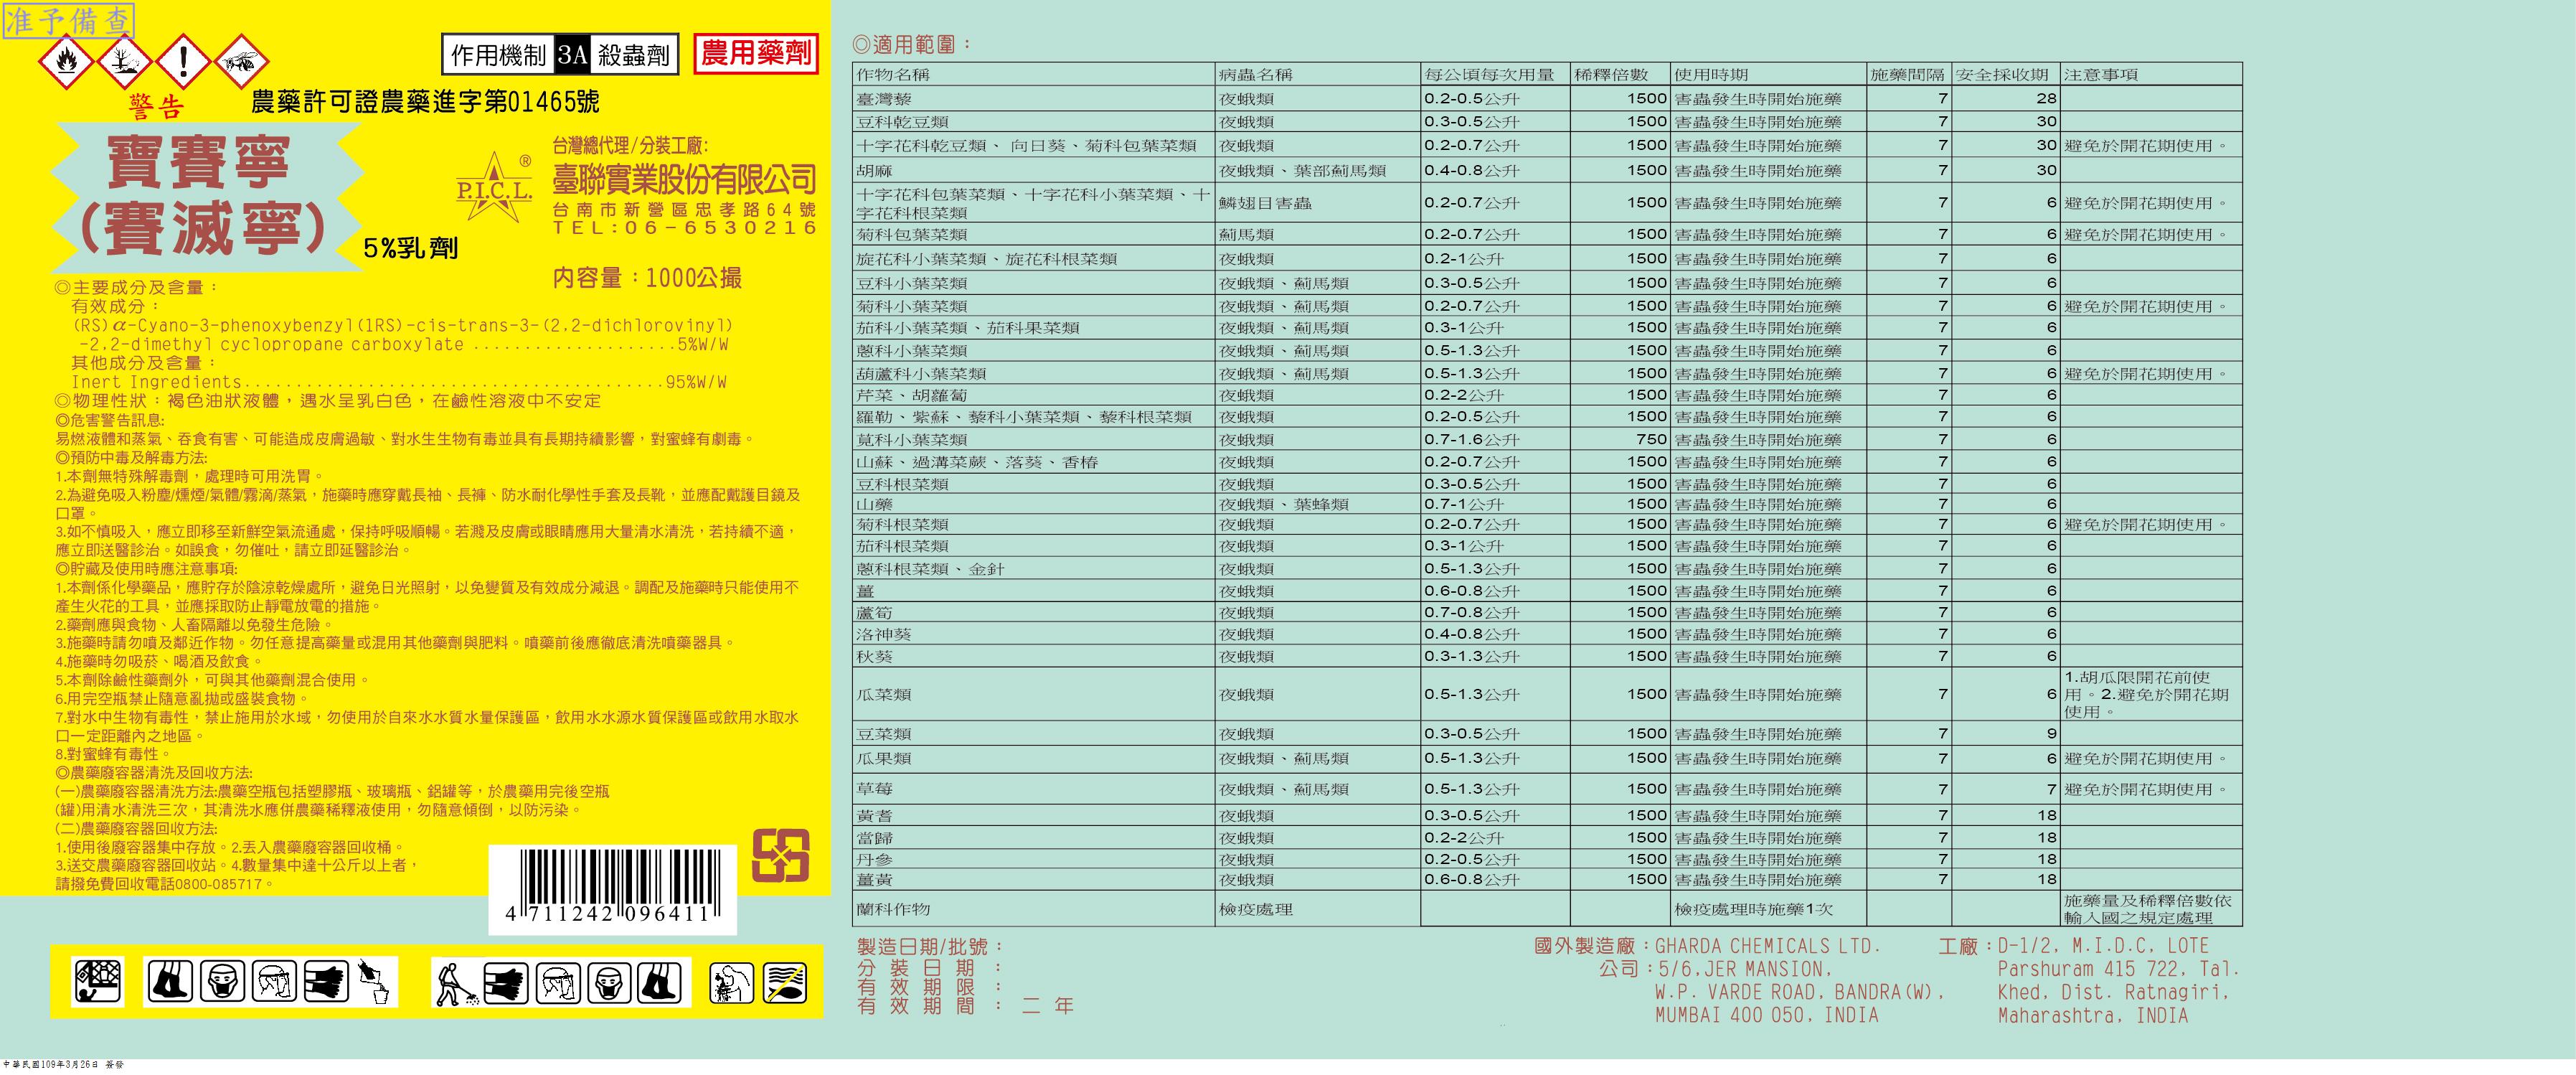 准予備查
作用機制 3A 殺蟲劑
農用藥劑
警告
農藥許可證農藥進字第01465號
寶賽寧
(賽滅寧)
5%乳劑
P.I.C.L.
®
台灣總代理/分裝工廠:
臺聯實業股份有限公司
台南市新營區忠孝路64號
TEL:06-6530216
內容量：1000公撮
◎主要成分及含量：
有效成分：
(RS)α-Cyano-3-phenoxybenzyl(1RS)-cis-trans-3-(2,2-dichlorovinyl)
-2,2-dimethyl cyclopropane carboxylate ....................5%W/W
其他成分及含量：
Inert Ingredients.........................................95%W/W
◎物理性狀：褐色油狀液體，遇水呈乳白色，在鹼性溶液中不安定
◎危害警告訊息:
易燃液體和蒸氣、吞食有害、可能造成皮膚過敏、對水生生物有毒並具有長期持續影響，對蜜蜂有劇毒。
◎預防中毒及解毒方法:
1.本劑無特殊解毒劑，處理時可用洗胃。
2.為避免吸入粉塵/燻煙/氣體/霧滴/蒸氣，施藥時應穿戴長袖、長褲、防水耐化學性手套及長靴，並應配戴護目鏡及
口罩。
3.如不慎吸入，應立即移至新鮮空氣流通處，保持呼吸順暢。若濺及皮膚或眼睛應用大量清水清洗，若持續不適，
應立即送醫診治。如誤食，勿催吐，請立即延醫診治。
◎貯藏及使用時應注意事項:
1.本劑係化學藥品，應貯存於陰涼乾燥處所，避免日光照射，以免變質及有效成分減退。調配及施藥時只能使用不
產生火花的工具，並應採取防止靜電放電的措施。
2.藥劑應與食物、人畜隔離以免發生危險。
3.施藥時請勿噴及鄰近作物。勿任意提高藥量或混用其他藥劑與肥料。噴藥前後應徹底清洗噴藥器具。
4.施藥時勿吸菸、喝酒及飲食。
5.本劑除鹼性藥劑外，可與其他藥劑混合使用。
6.用完空瓶禁止隨意亂拋或盛裝食物。
7.對水中生物有毒性，禁止施用於水域，勿使用於自來水水質水量保護區，飲用水水源水質保護區或飲用水取水
口一定距離內之地區。
8.對蜜蜂有毒性。
◎農藥廢容器清洗及回收方法:
(一)農藥廢容器清洗方法:農藥空瓶包括塑膠瓶、玻璃瓶、鋁罐等，於農藥用完後空瓶
(罐)用清水清洗三次，其清洗水應併農藥稀釋液使用，勿隨意傾倒，以防污染。
(二)農藥廢容器回收方法:
1.使用後廢容器集中存放。2.丟入農藥廢容器回收桶。
3.送交農藥廢容器回收站。4.數量集中達十公斤以上者，
請撥免費回收電話0800-085717。
4 711242 096411
◎適用範圍：
作物名稱 病蟲名稱 每公頃每次用量 稀釋倍數 使用時期 施藥間隔 安全採收期 注意事項
臺灣藜 夜蛾類 0.2-0.5公升 1500 害蟲發生時開始施藥 7 28
豆科乾豆類 夜蛾類 0.3-0.5公升 1500 害蟲發生時開始施藥 7 30
十字花科乾豆類、 向日葵、菊科包葉菜類 夜蛾類 0.2-0.7公升 1500 害蟲發生時開始施藥 7 30 避免於開花期使用。
胡麻 夜蛾類、葉部薊馬類 0.4-0.8公升 1500 害蟲發生時開始施藥 7 30
十字花科包葉菜類、十字花科小葉菜類、十
字花科根菜類 鱗翅目害蟲 0.2-0.7公升 1500 害蟲發生時開始施藥 7 6 避免於開花期使用。
菊科包葉菜類 薊馬類 0.2-0.7公升 1500 害蟲發生時開始施藥 7 6 避免於開花期使用。
旋花科小葉菜類、旋花科根菜類 夜蛾類 0.2-1公升 1500 害蟲發生時開始施藥 7 6
豆科小葉菜類 夜蛾類、薊馬類 0.3-0.5公升 1500 害蟲發生時開始施藥 7 6
菊科小葉菜類 夜蛾類、薊馬類 0.2-0.7公升 1500 害蟲發生時開始施藥 7 6 避免於開花期使用。
茄科小葉菜類、茄科果菜類 夜蛾類、薊馬類 0.3-1公升 1500 害蟲發生時開始施藥 7 6
蔥科小葉菜類 夜蛾類、薊馬類 0.5-1.3公升 1500 害蟲發生時開始施藥 7 6
葫蘆科小葉菜類 夜蛾類、薊馬類 0.5-1.3公升 1500 害蟲發生時開始施藥 7 6 避免於開花期使用。
芹菜、胡蘿蔔 夜蛾類 0.2-2公升 1500 害蟲發生時開始施藥 7 6
羅勒、紫蘇、藜科小葉菜類、藜科根菜類 夜蛾類 0.2-0.5公升 1500 害蟲發生時開始施藥 7 6
莧科小葉菜類 夜蛾類 0.7-1.6公升 750 害蟲發生時開始施藥 7 6
山蘇、過溝菜蕨、落葵、香椿 夜蛾類 0.2-0.7公升 1500 害蟲發生時開始施藥 7 6
豆科根菜類 夜蛾類 0.3-0.5公升 1500 害蟲發生時開始施藥 7 6
山藥 夜蛾類、葉蜂類 0.7-1公升 1500 害蟲發生時開始施藥 7 6
菊科根菜類 夜蛾類 0.2-0.7公升 1500 害蟲發生時開始施藥 7 6 避免於開花期使用。
茄科根菜類 夜蛾類 0.3-1公升 1500 害蟲發生時開始施藥 7 6
蔥科根菜類、金針 夜蛾類 0.5-1.3公升 1500 害蟲發生時開始施藥 7 6
薑 夜蛾類 0.6-0.8公升 1500 害蟲發生時開始施藥 7 6
蘆筍 夜蛾類 0.7-0.8公升 1500 害蟲發生時開始施藥 7 6
洛神葵 夜蛾類 0.4-0.8公升 1500 害蟲發生時開始施藥 7 6
秋葵 夜蛾類 0.3-1.3公升 1500 害蟲發生時開始施藥 7 6
瓜菜類 夜蛾類 0.5-1.3公升 1500 害蟲發生時開始施藥 7 6 1.胡瓜限開花前使
用。2.避免於開花期
使用。
豆菜類 夜蛾類 0.3-0.5公升 1500 害蟲發生時開始施藥 7 9
瓜果類 夜蛾類、薊馬類 0.5-1.3公升 1500 害蟲發生時開始施藥 7 6 避免於開花期使用。
草莓 夜蛾類、薊馬類 0.5-1.3公升 1500 害蟲發生時開始施藥 7 7 避免於開花期使用。
黃耆 夜蛾類 0.3-0.5公升 1500 害蟲發生時開始施藥 7 18
當歸 夜蛾類 0.2-2公升 1500 害蟲發生時開始施藥 7 18
丹參 夜蛾類 0.2-0.5公升 1500 害蟲發生時開始施藥 7 18
薑黃 夜蛾類 0.6-0.8公升 1500 害蟲發生時開始施藥 7 18
蘭科作物 檢疫處理 檢疫處理時施藥1次 施藥量及稀釋倍數依
輸入國之規定處理
製造日期/批號：
分裝日期：
有效期限：
有效期間：二年
國外製造廠：GHARDA CHEMICALS LTD.
公司：5/6,JER MANSION,
W.P. VARDE ROAD, BANDRA(W),
MUMBAI 400 050, INDIA
工廠：D-1/2, M.I.D.C, LOTE
Parshuram 415 722, Tal.
Khed, Dist. Ratnagiri,
Maharashtra, INDIA
中華民國109年3月26日 簽發